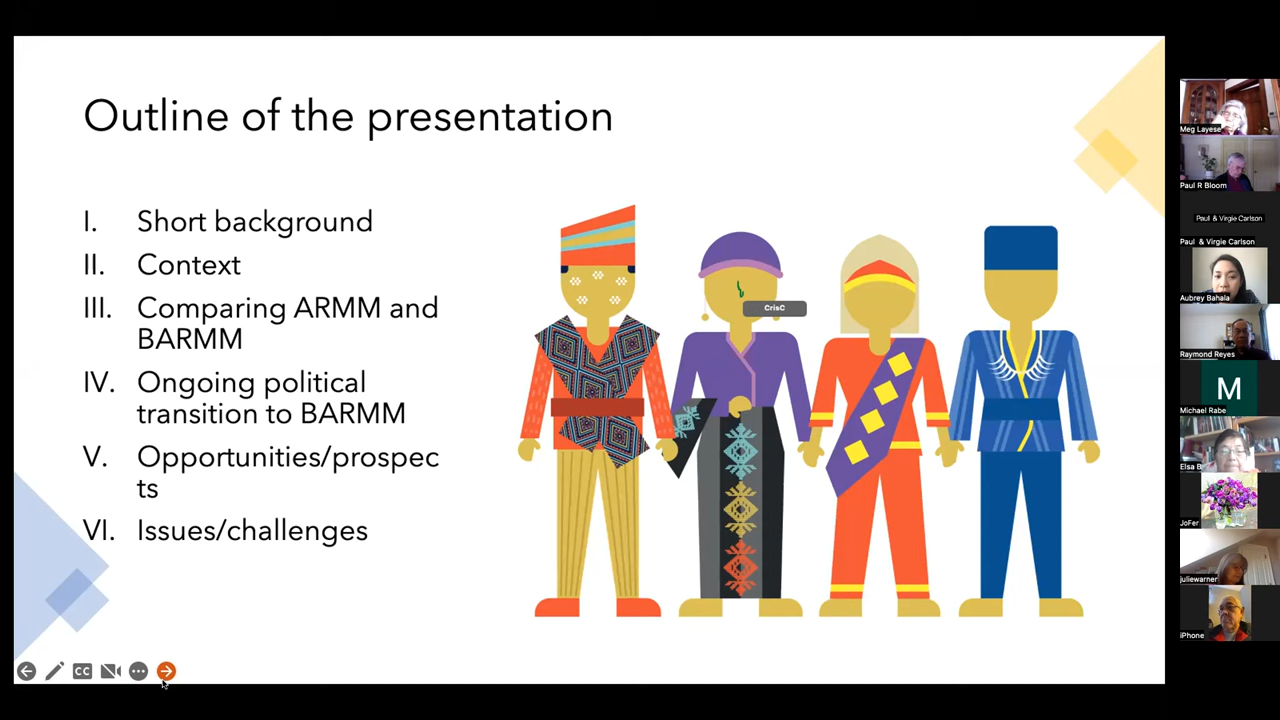 Outline of the presentation
I. Short background
II. Context
III. Comparing ARMM and
BARMM
IV. Ongoing political
transition to BARMM
V. Opportunities/prospec
ts
VI. Issues/challenges
CrisC
CC
Meg Layese
Paul R Bloom
Paul & Virgie Carlson
Paul & Virgie Carlson
Aubrey Bahala
Raymond Reyes
M
Michael Rabe
Elsa B
JoFer
juliewarner
iPhone